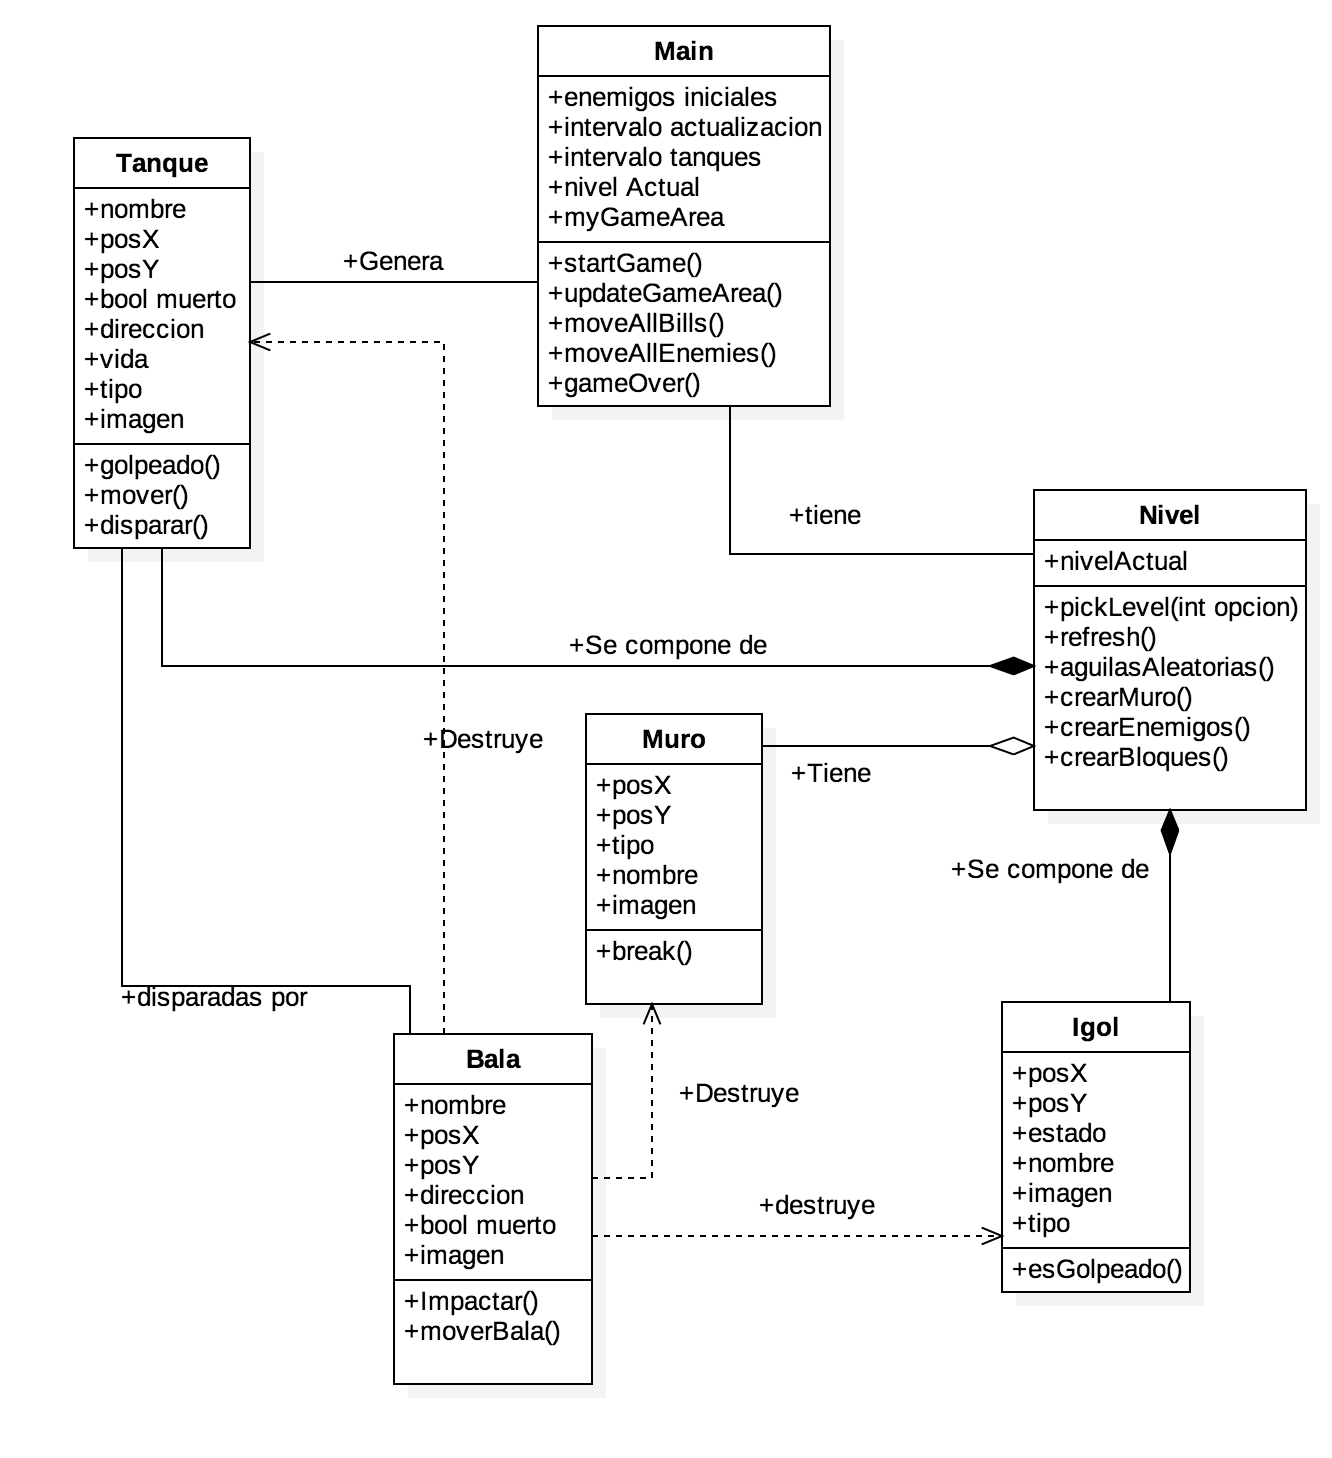 Main
+enemigos iniciales
+intervalo actualizacion
+intervalo tanques
+nivel Actual
+myGameArea
+startGame()
+updateGameArea()
+moveAllBills()
+moveAllEnemies()
+gameOver()
Tanque
+nombre
+posX
+posY
+bool muerto
+direccion
+vida
+tipo
+imagen
+golpeado()
+mover()
+disparar()
+Genera
+tiene
Nivel
+nivelActual
+pickLevel(int opcion)
+refresh()
+aguilasAleatorias()
+crearMuro()
+crearEnemigos()
+crearBloques()
+Se compone de
+Destruye
Muro
+posX
+posY
+tipo
+nombre
+imagen
+break()
+Tiene
+Se compone de
+disparadas por
Bala
+nombre
+posX
+posY
+direccion
+bool muerto
+imagen
+Impactar()
+moverBala()
+Destruye
+destruye
Igol
+posX
+posY
+estado
+nombre
+imagen
+tipo
+esGolpeado()